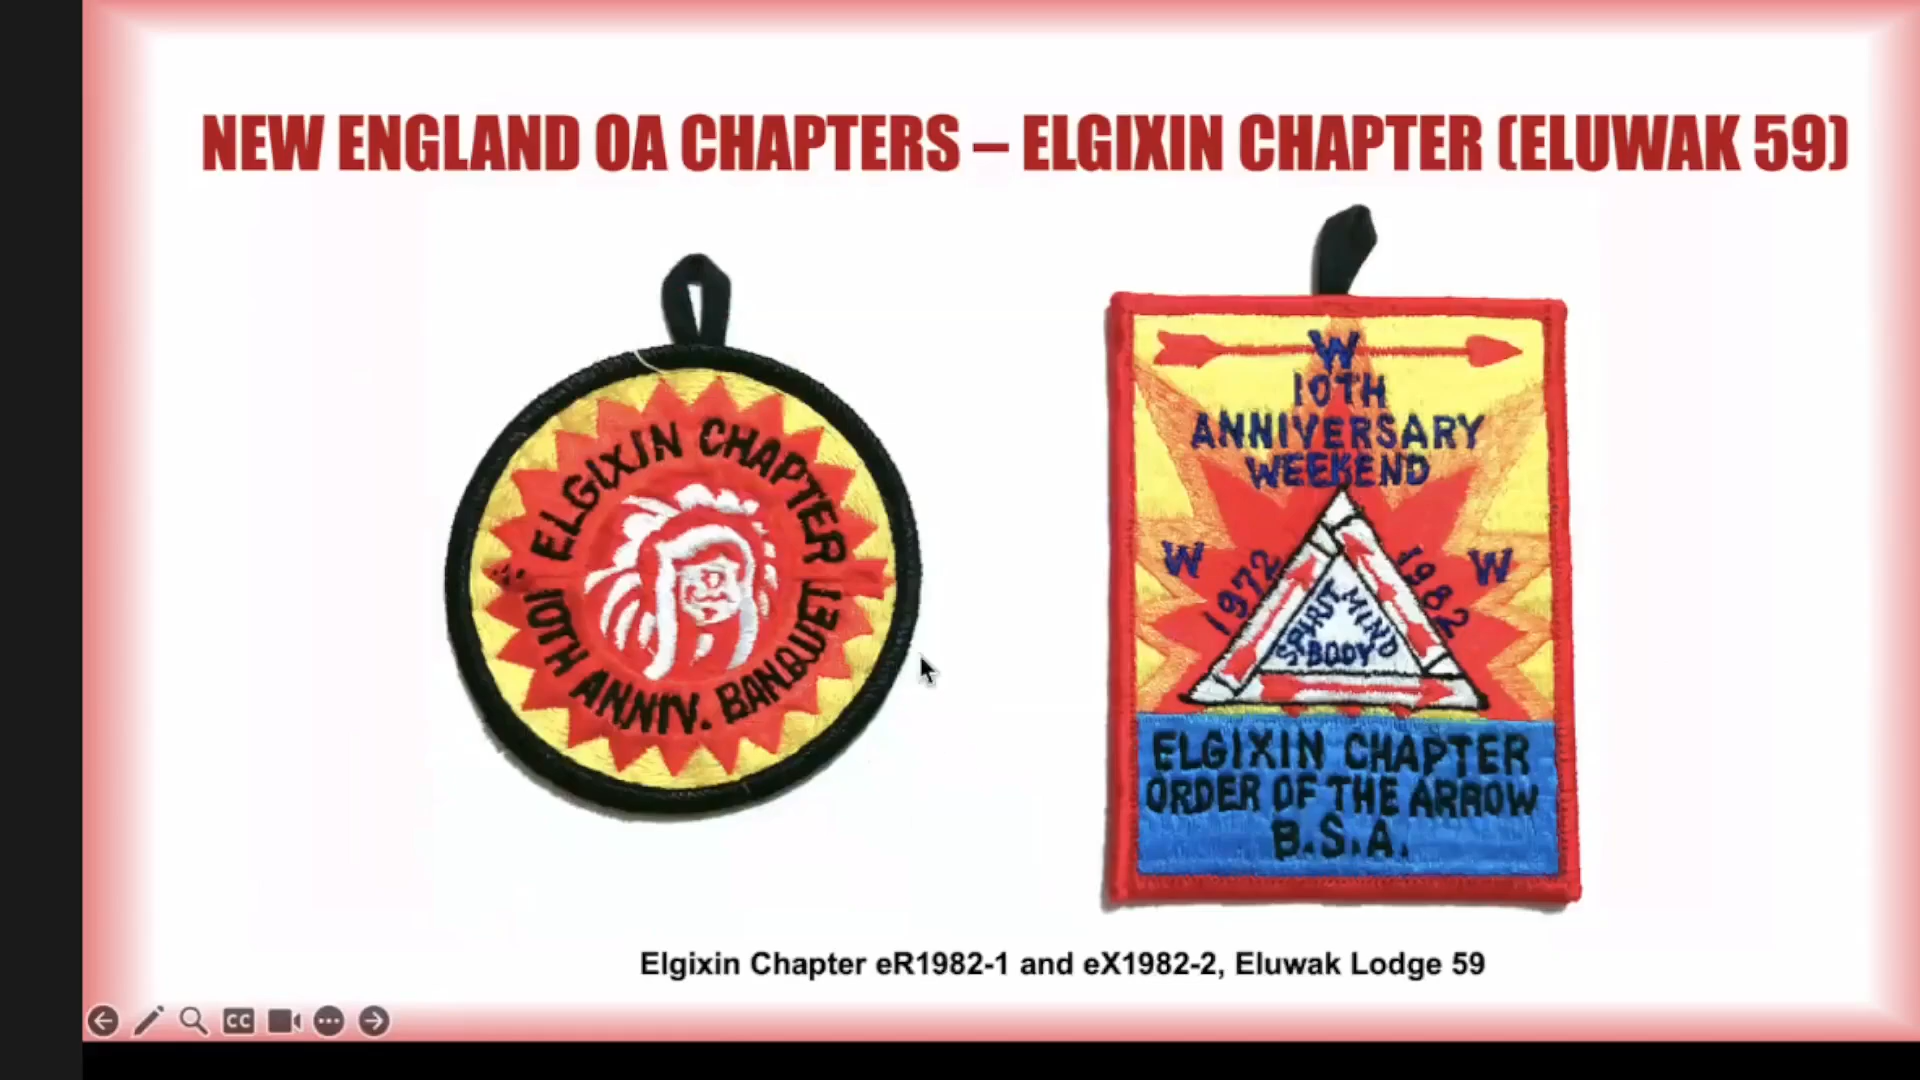 NEW ENGLAND OA CHAPTERS – ELGIXIN CHAPTER (ELUWAK 59)
ELGIXIN CHAPTER
10TH ANNIV. BANQUET
W
10TH
ANNIVERSARY
WEEKEND
W 1972 1982 W
SPIRIT MIND
BODY
ELGIXIN CHAPTER
ORDER OF THE ARROW
B.S.A.
Elgixin Chapter eR1982-1 and eX1982-2, Eluwak Lodge 59
CC